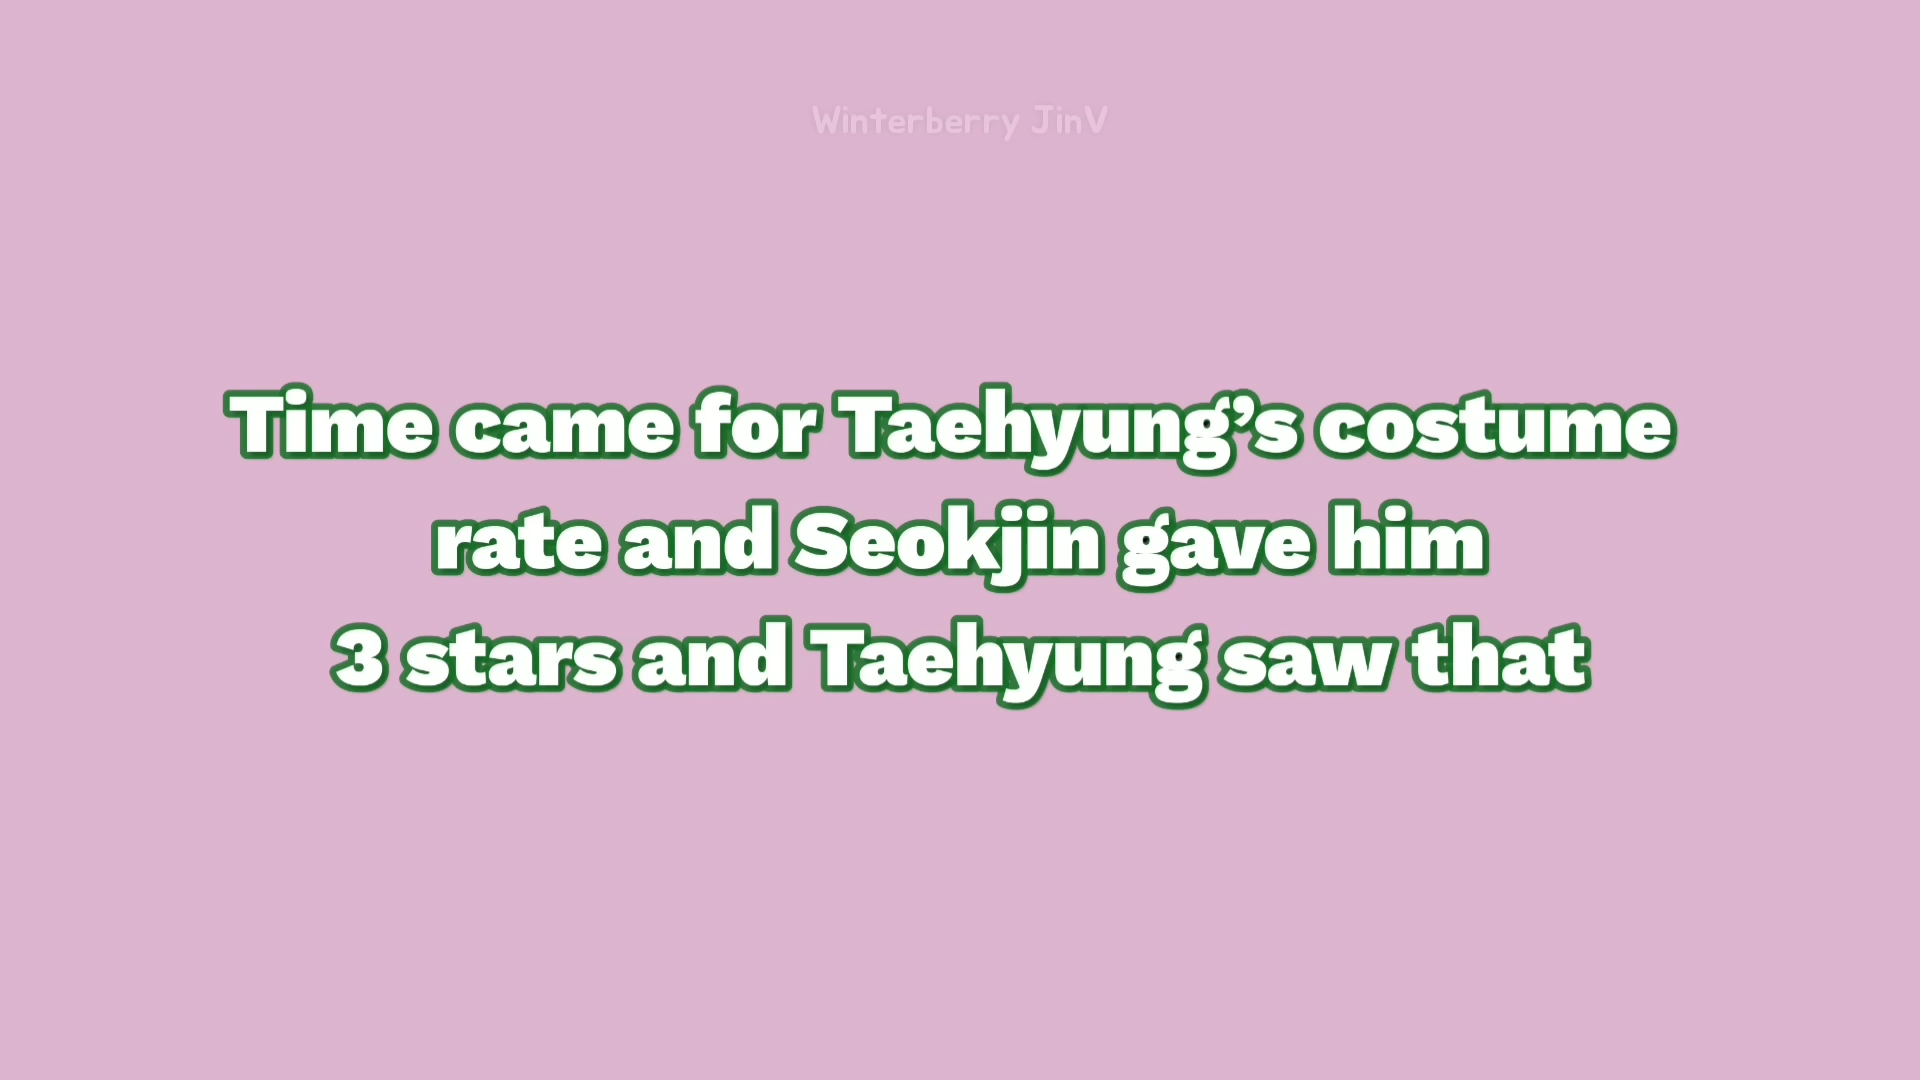 Winterberry JinV
Time came for Taehyung’s costume
rate and Seokjin gave him
3 stars and Taehyung saw that